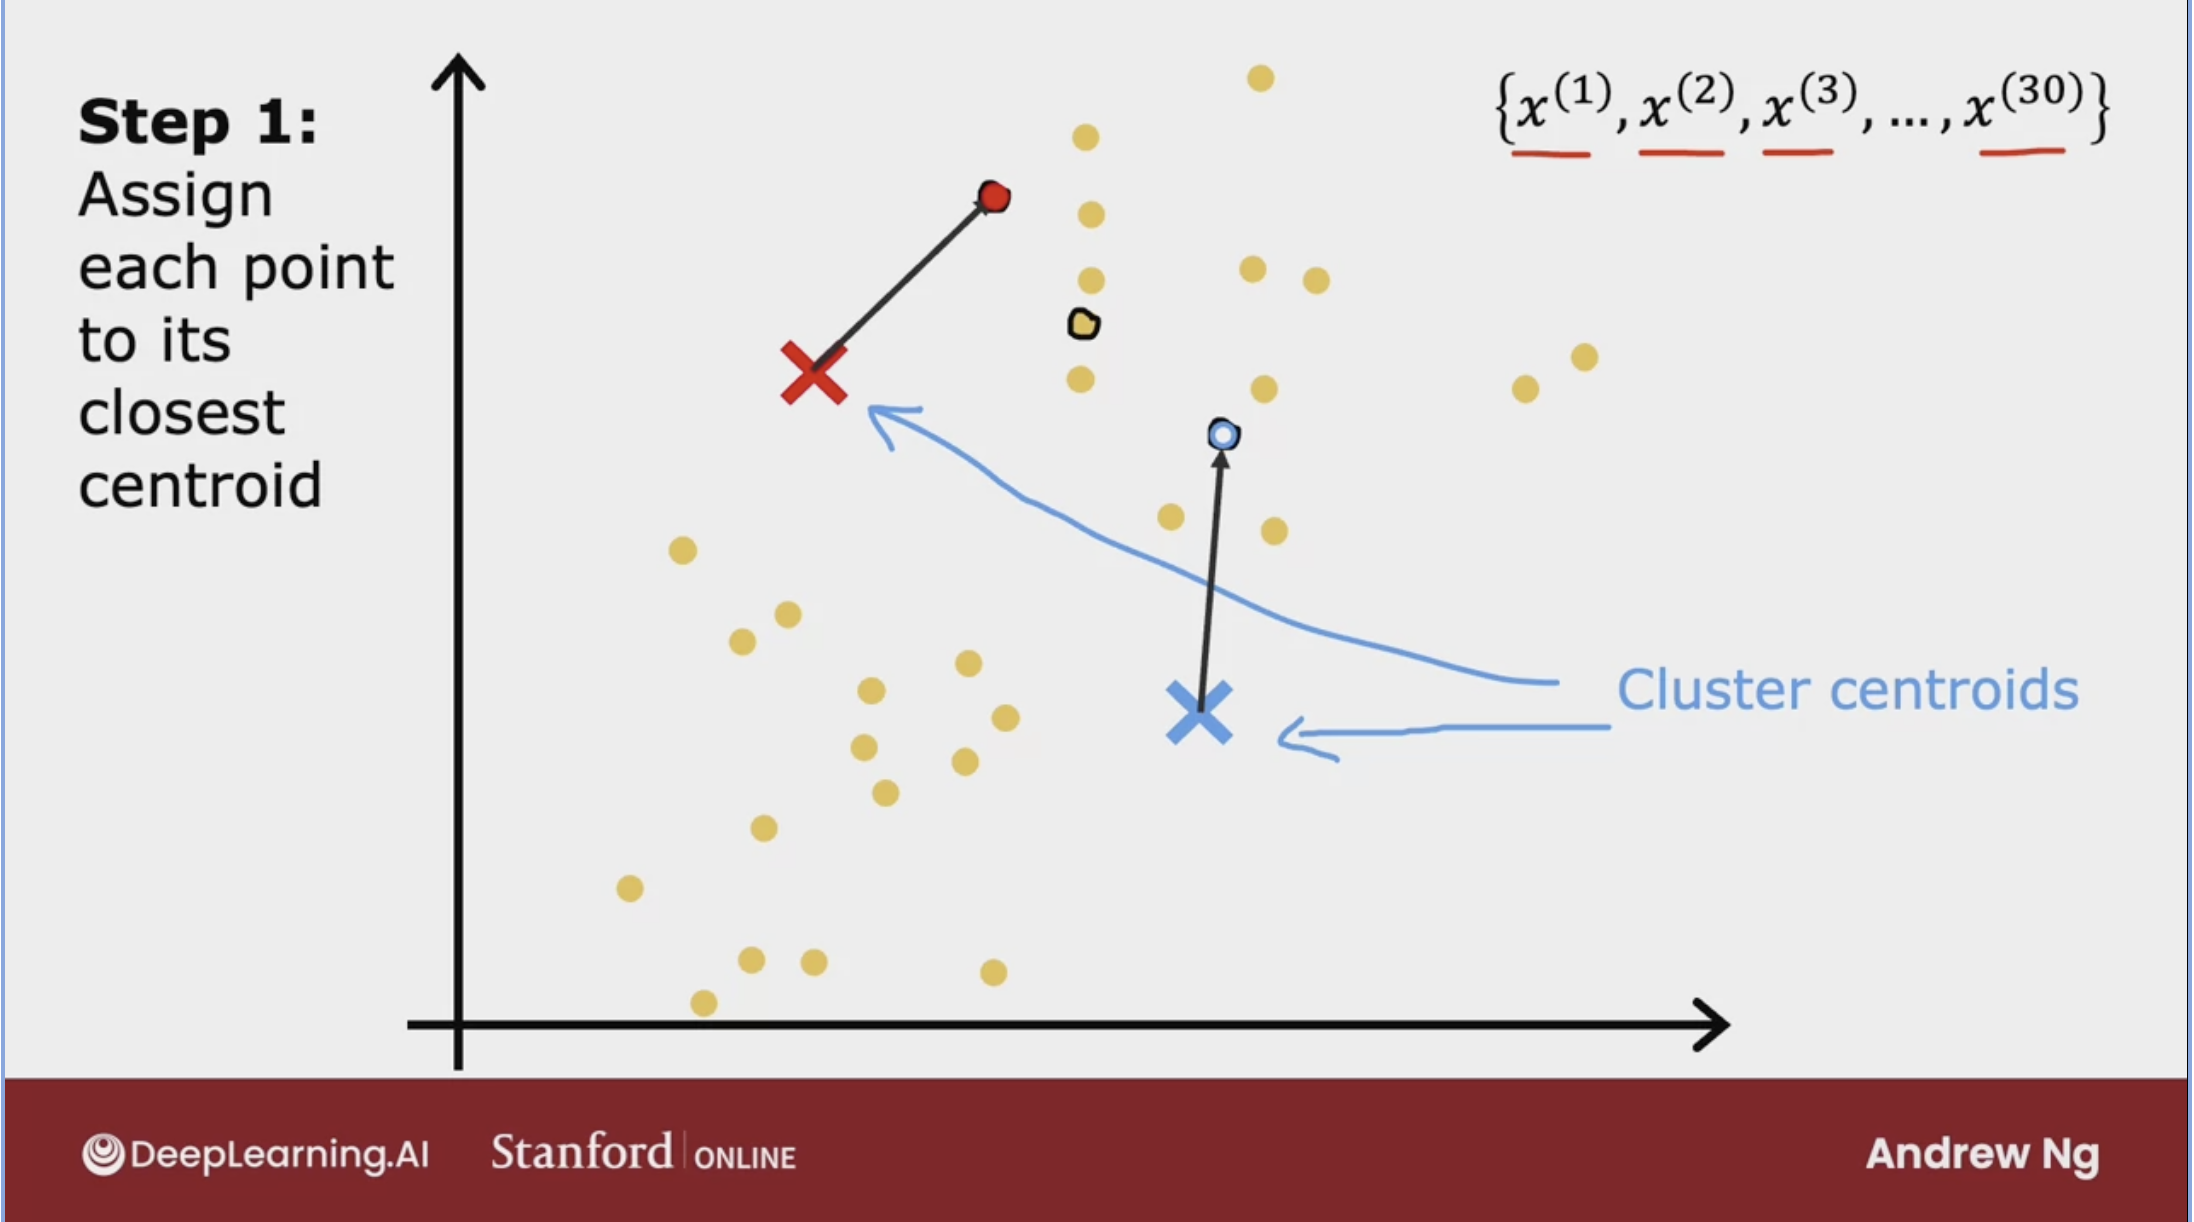 Step 1:
Assign
each point
to its
closest
centroid
{x⁽¹⁾, x⁽²⁾, x⁽³⁾, ..., x⁽³⁰⁾}
Cluster centroids
DeepLearning.AI
Stanford | ONLINE
Andrew Ng